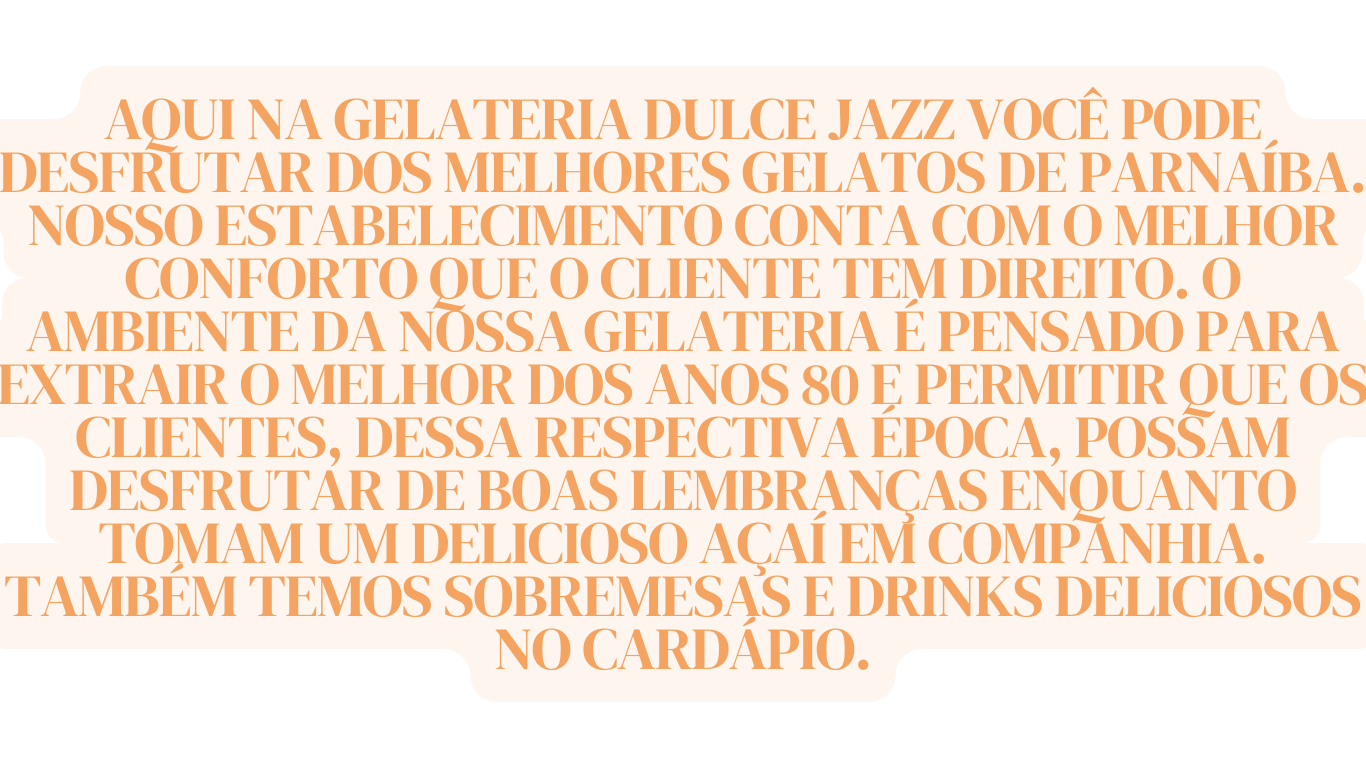 AQUI NA GELATERIA DULCE JAZZ VOCÊ PODE
DESFRUTAR DOS MELHORES GELATOS DE PARNAÍBA.
NOSSO ESTABELECIMENTO CONTA COM O MELHOR
CONFORTO QUE O CLIENTE TEM DIREITO. O
AMBIENTE DA NOSSA GELATERIA É PENSADO PARA
EXTRAIR O MELHOR DOS ANOS 80 E PERMITIR QUE OS
CLIENTES, DESSA RESPECTIVA ÉPOCA, POSSAM
DESFRUTAR DE BOAS LEMBRANÇAS ENQUANTO
TOMAM UM DELICIOSO AÇAÍ EM COMPANHIA.
TAMBÉM TEMOS SOBREMESAS E DRINKS DELICIOSOS
NO CARDÁPIO.